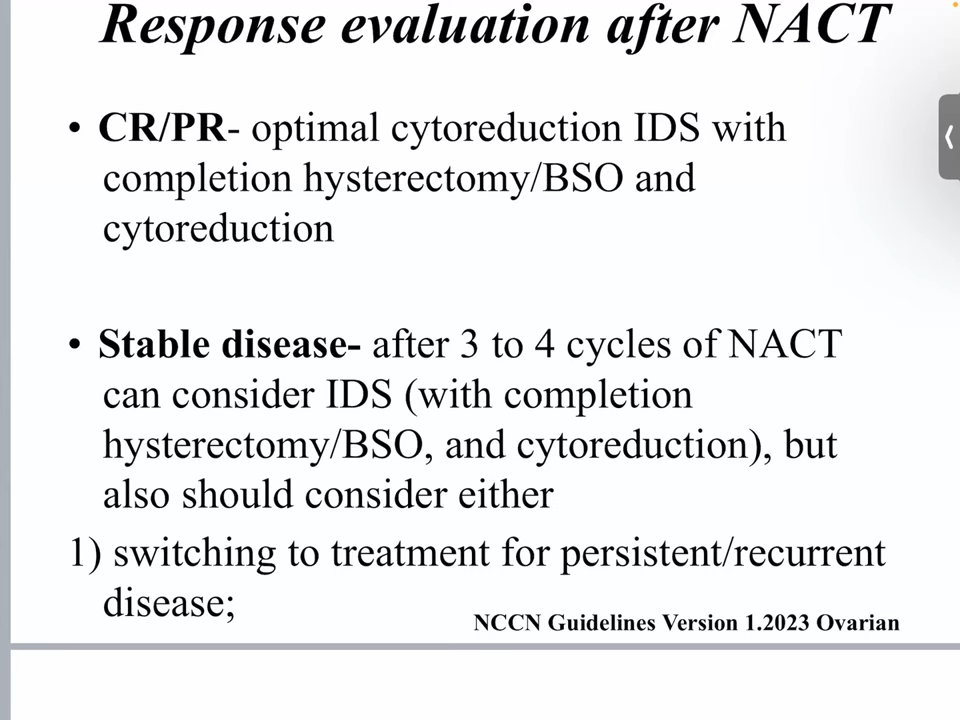 Response evaluation after NACT
• CR/PR- optimal cytoreduction IDS with
completion hysterectomy/BSO and
cytoreduction
• Stable disease- after 3 to 4 cycles of NACT
can consider IDS (with completion
hysterectomy/BSO, and cytoreduction), but
also should consider either
1) switching to treatment for persistent/recurrent
disease;
NCCN Guidelines Version 1.2023 Ovarian